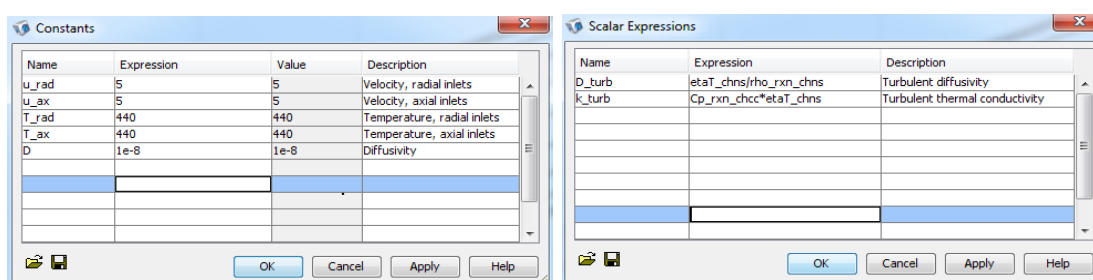 Constants
Name Expression Value Description
u_rad 5 5 Velocity, radial inlets
u_ax 5 5 Velocity, axial inlets
T_rad 440 440 Temperature, radial inlets
T_ax 440 440 Temperature, axial inlets
D 1e-8 1e-8 Diffusivity
OK Cancel Apply Help
Scalar Expressions
Name Expression Description
D_turb etaT_chns/rho_rxn_chns Turbulent diffusivity
k_turb Cp_rxn_chcc*etaT_chns Turbulent thermal conductivity
OK Cancel Apply Help